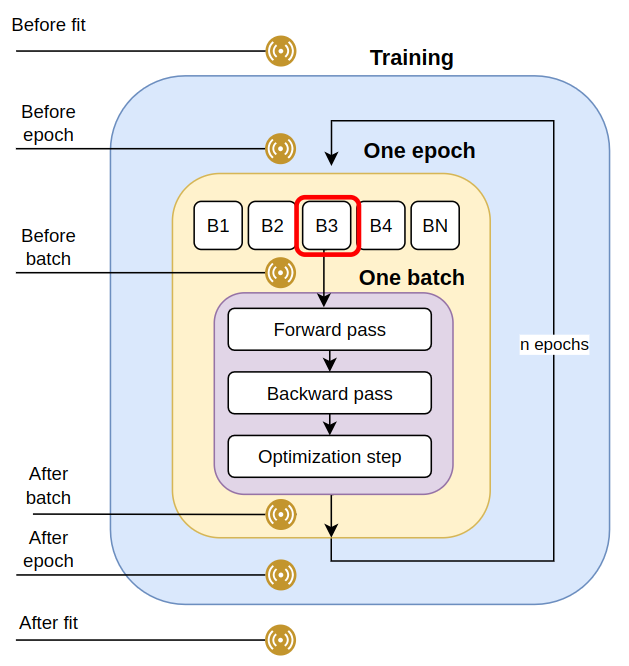 Before fit
Training
Before
epoch
One epoch
B1 B2 B3 B4 BN
Before
batch
One batch
Forward pass
n epochs
Backward pass
Optimization step
After
batch
After
epoch
After fit